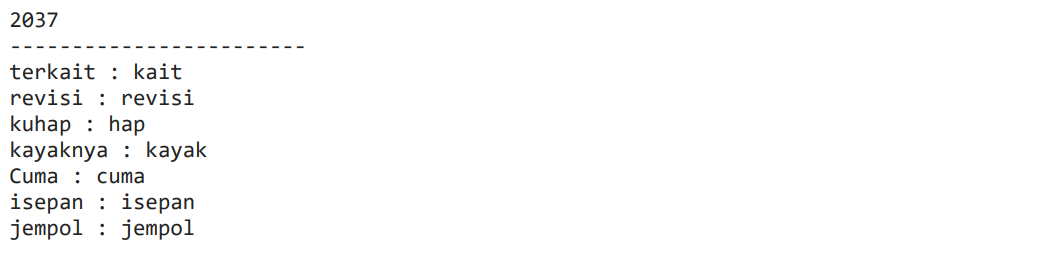 2037
------------------------
terkait : kait
revisi : revisi
kuhap : hap
kayaknya : kayak
Cuma : cuma
isepan : isepan
jempol : jempol